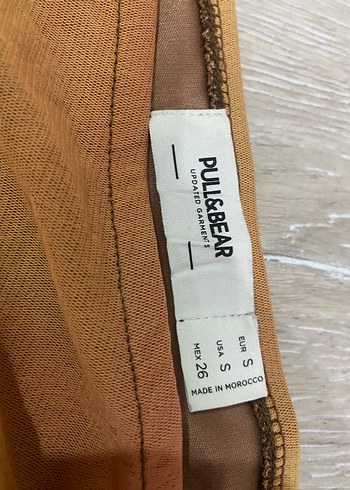 PULL&BEAR
UPDATED GARMENTS
EUR S
USA S
MEX 26
MADE IN MOROCCO